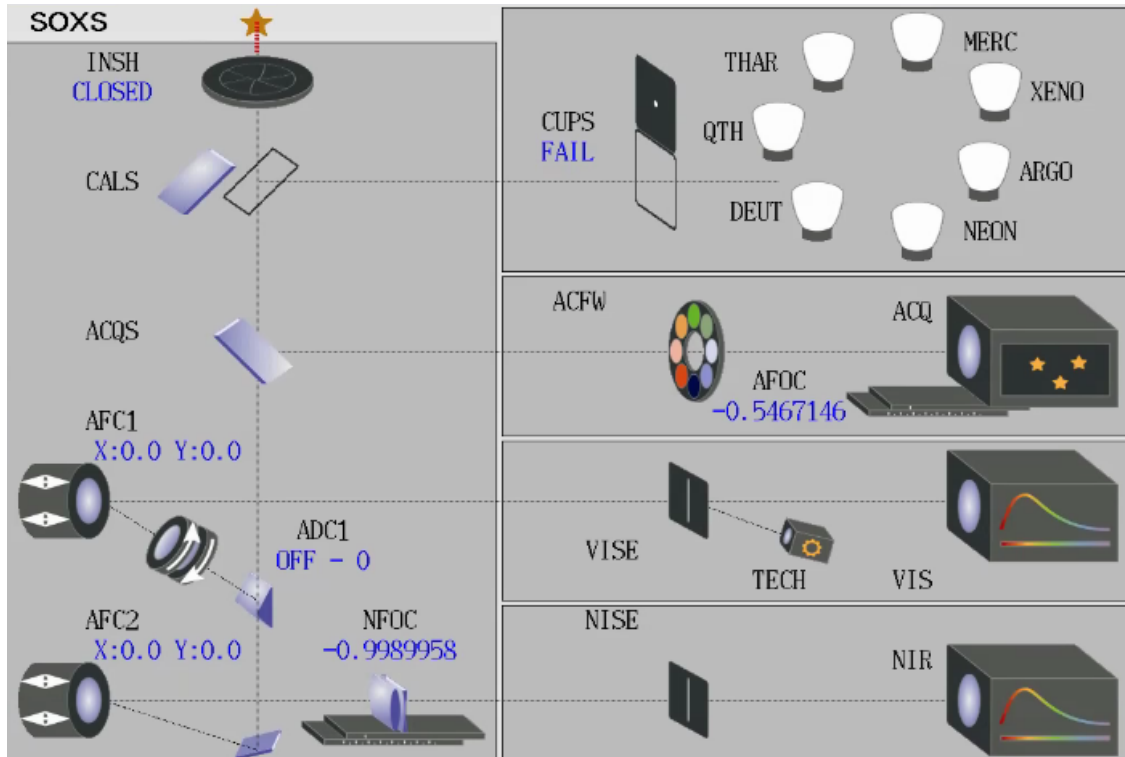 SOXS
INSH
CLOSED
CALS
ACQS
AFC1
X:0.0 Y:0.0
ADC1
OFF - 0
AFC2
X:0.0 Y:0.0
NFOC
-0.9989958
CUPS
FAIL
THAR
MERC
XENO
QTH
ARGO
DEUT
NEON
ACFW
ACQ
AFOC
-0.5467146
VISE
TECH
VIS
NISE
NIR